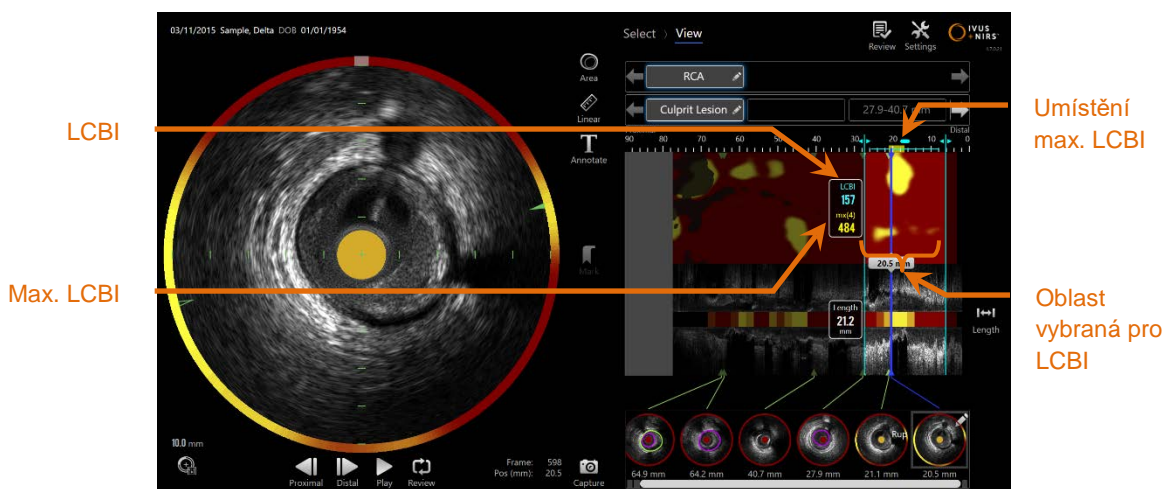 03/11/2015 Sample, Delta DOB 01/01/1954
Select 〉 View
Review
Settings
IVUS
+NIRS
Area
Linear
Annotate
Mark
RCA
Culprit Lesion
27.9-40.7 mm
Proximal
Distal
90 80 70 60 50 40 30 20 10 0
LCBI
Umístění
max. LCBI
LCBI
157
mx(4)
484
20.5 mm
Max. LCBI
Length
21.2
mm
Length
Oblast
vybraná pro
LCBI
Rup
10.0 mm
Proximal
Distal
Play
Review
Frame: 598
Pos (mm): 20.5
Capture
64.9 mm
64.2 mm
40.7 mm
27.9 mm
21.1 mm
20.5 mm